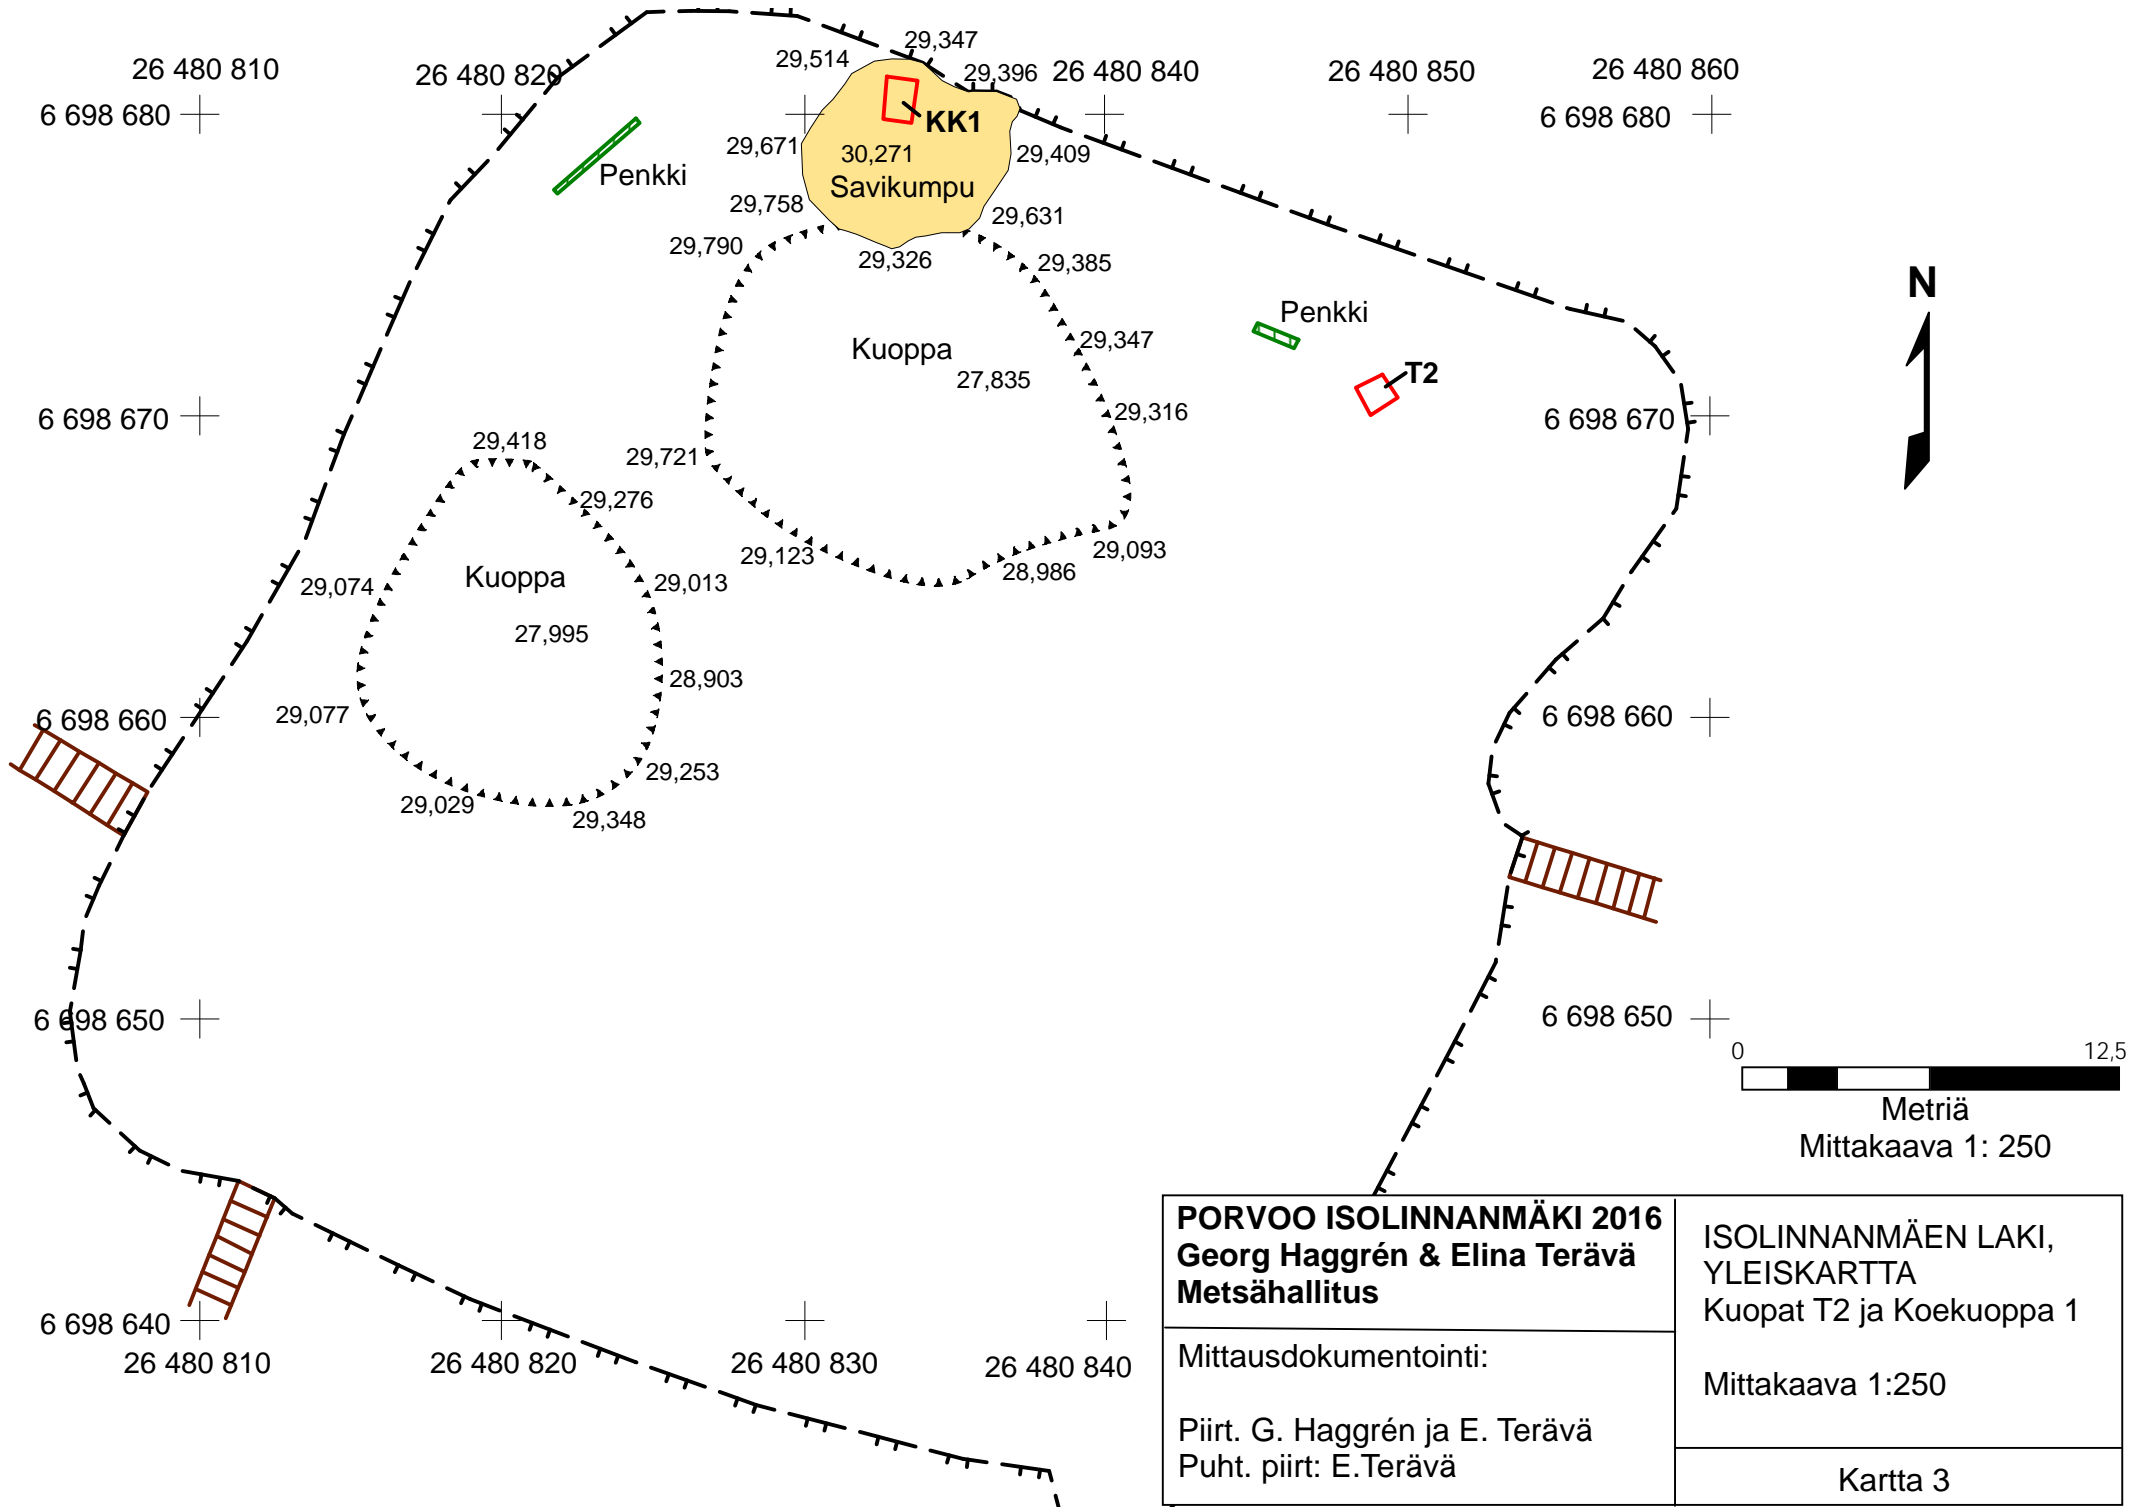 29,347
29,514
26 480 810
26 480 820
29,396
26 480 840
26 480 850
26 480 860
6 698 680
KK1
6 698 680
29,671
30,271
29,409
Penkki
Savikumpu
29,758
29,631
29,790
29,326
29,385
N
Penkki
Kuoppa
29,347
27,835
T2
6 698 670
29,316
6 698 670
29,418
29,721
29,276
29,123
29,093
28,986
Kuoppa
29,074
29,013
27,995
28,903
29,077
6 698 660
6 698 660
29,253
29,029
29,348
6 698 650
6 698 650
0
12,5
Metriä
Mittakaava 1: 250
6 698 640
26 480 810
26 480 820
26 480 830
26 480 840
PORVOO ISOLINNANMÄKI 2016
Georg Haggrén & Elina Terävä
Metsähallitus
Mittausdokumentointi:
Piirt. G. Haggrén ja E. Terävä
Puht. piirt: E.Terävä
ISOLINNANMÄEN LAKI,
YLEISKARTTA
Kuopat T2 ja Koekuoppa 1
Mittakaava 1:250
Kartta 3